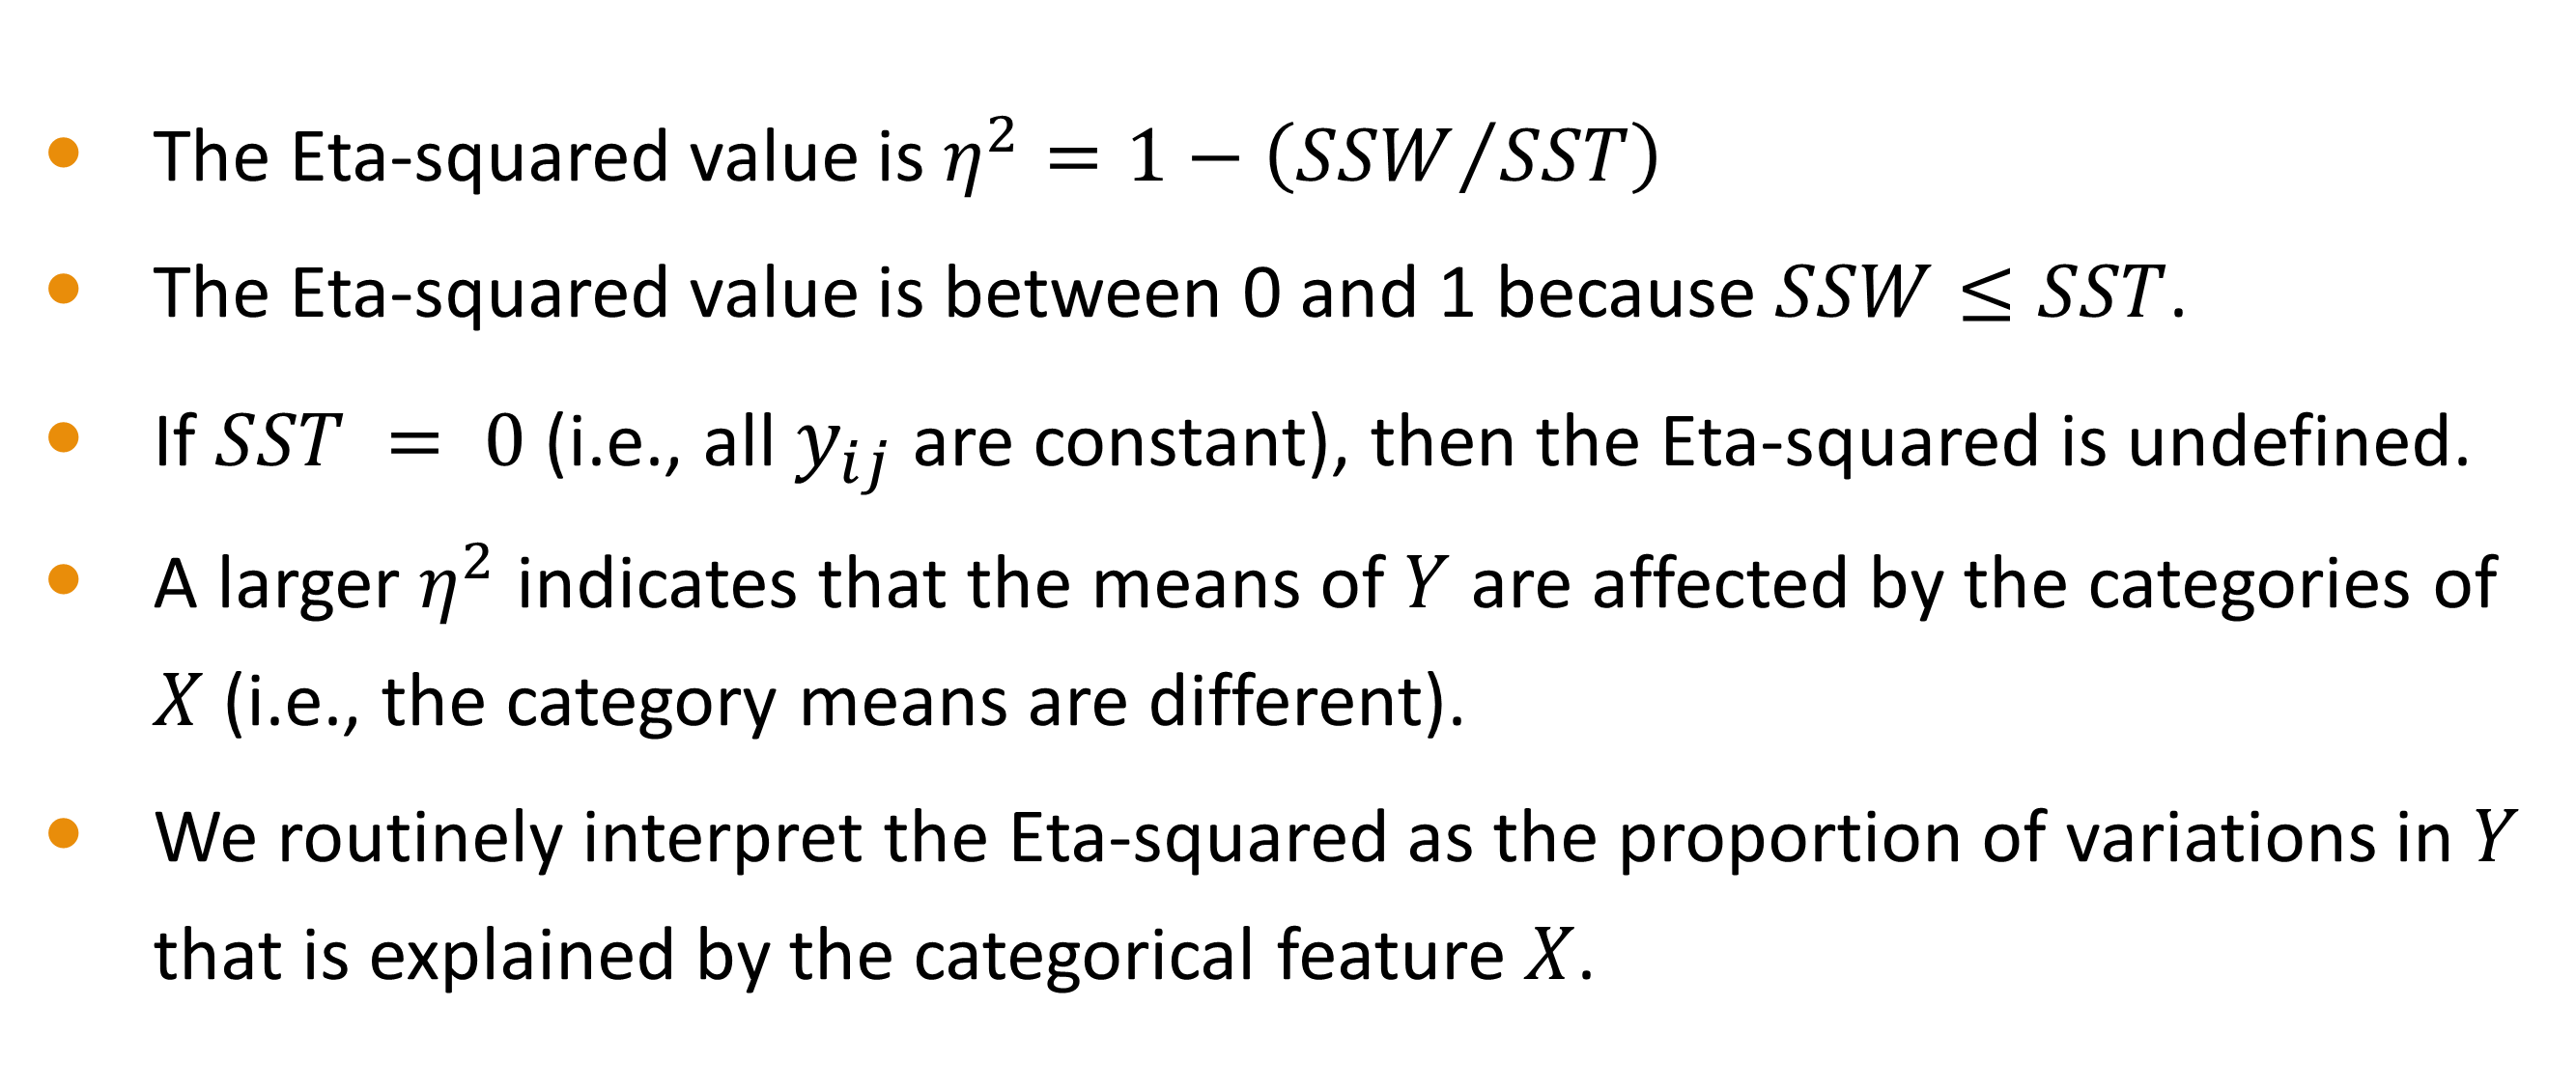 • The Eta-squared value is 𝜂² = 1 − (𝑆𝑆𝑊/𝑆𝑆𝑇)
• The Eta-squared value is between 0 and 1 because 𝑆𝑆𝑊 ≤ 𝑆𝑆𝑇.
• If 𝑆𝑆𝑇 = 0 (i.e., all 𝑦ᵢⱼ are constant), then the Eta-squared is undefined.
• A larger 𝜂² indicates that the means of 𝑌 are affected by the categories of
𝑋 (i.e., the category means are different).
• We routinely interpret the Eta-squared as the proportion of variations in 𝑌
that is explained by the categorical feature 𝑋.